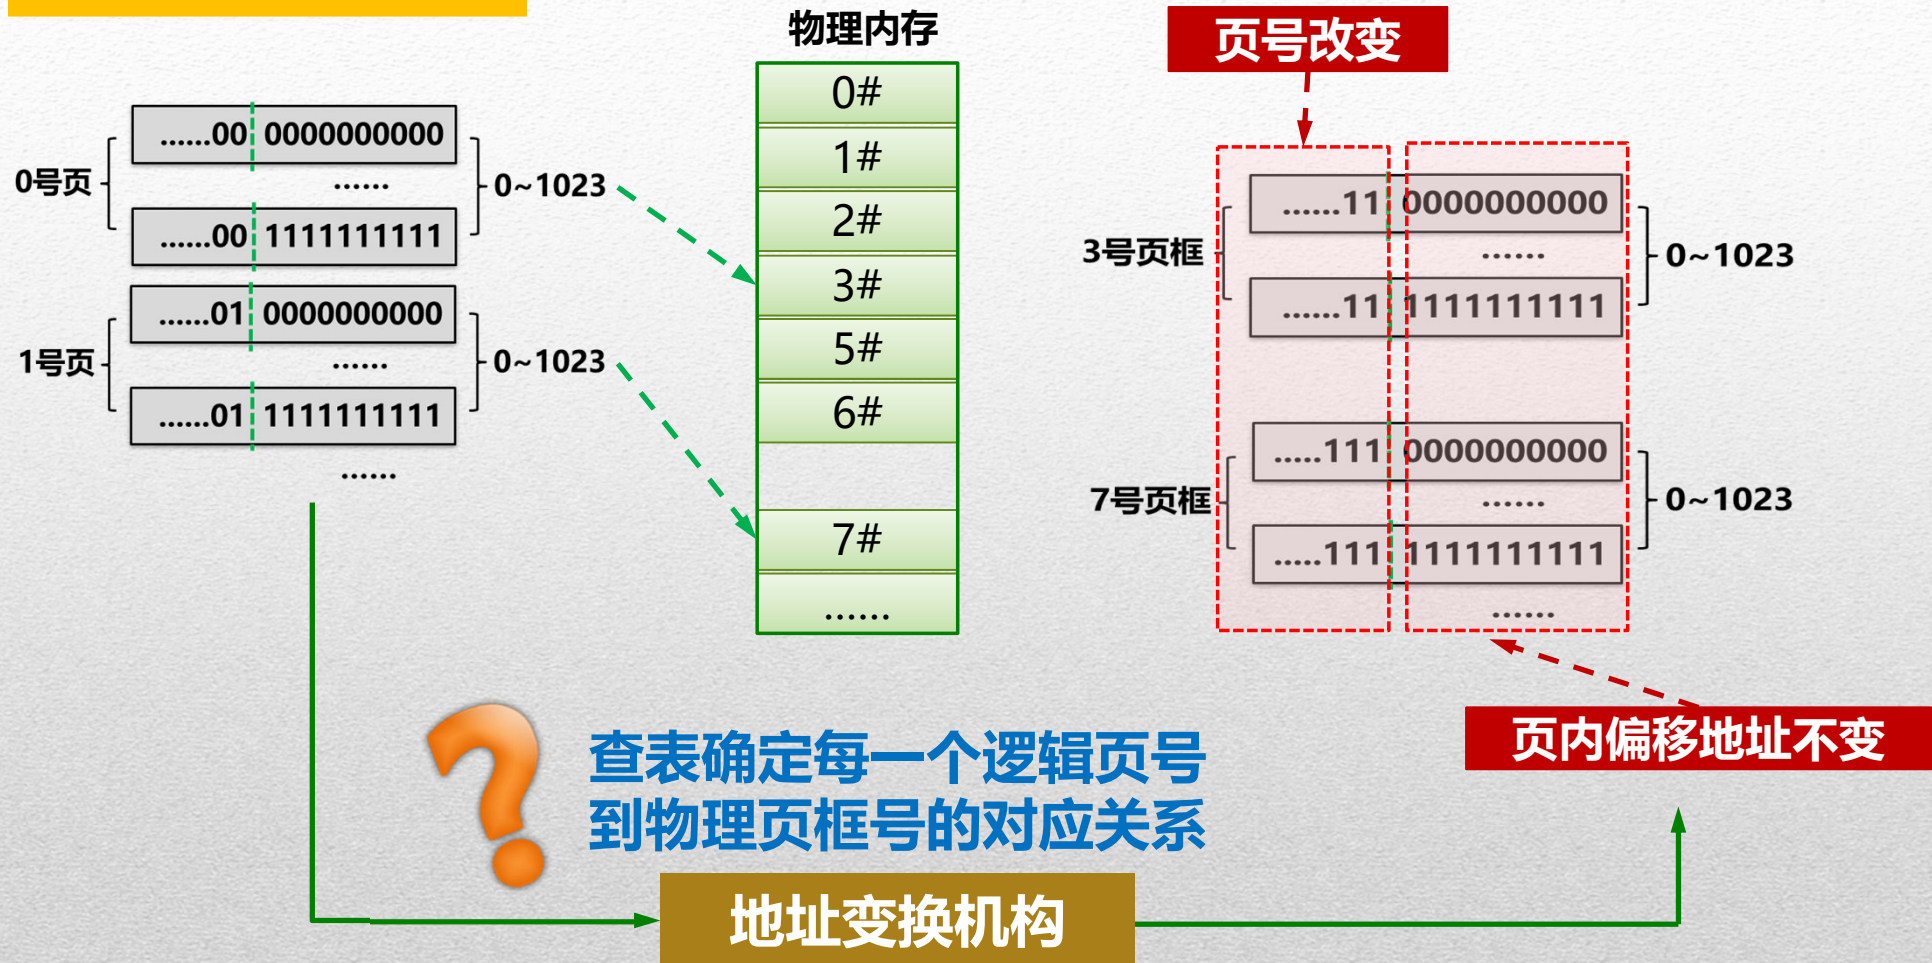 0号页
......00 0000000000
......
......00 1111111111
0~1023
1号页
......01 0000000000
......
......01 1111111111
0~1023
......
物理内存
0#
1#
2#
3#
5#
6#
7#
......
页号改变
3号页框
......11 0000000000
......
......11 1111111111
0~1023
7号页框
.....111 0000000000
......
.....111 1111111111
0~1023
......
页内偏移地址不变
?
查表确定每一个逻辑页号
到物理页框号的对应关系
地址变换机构